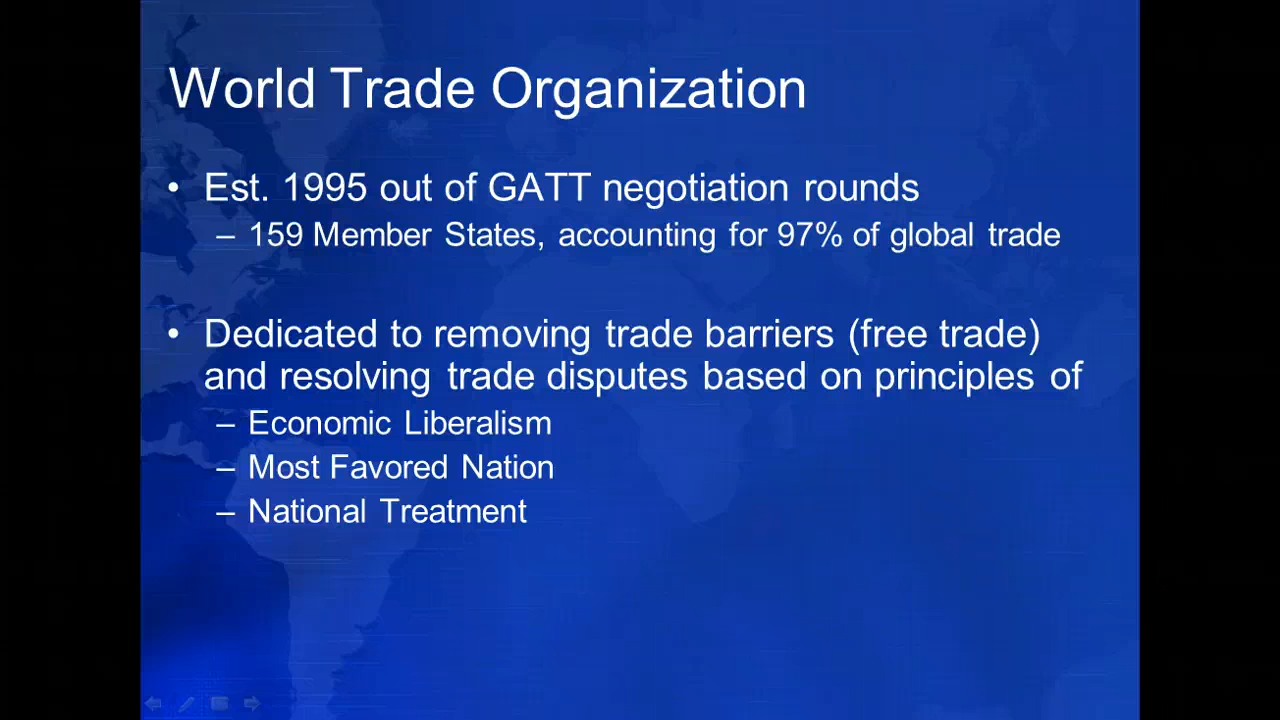 World Trade Organization
• Est. 1995 out of GATT negotiation rounds
– 159 Member States, accounting for 97% of global trade
• Dedicated to removing trade barriers (free trade)
and resolving trade disputes based on principles of
– Economic Liberalism
– Most Favored Nation
– National Treatment